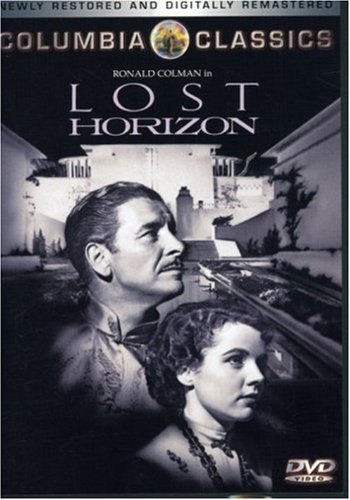 NEWLY RESTORED AND DIGITALLY REMASTERED
COLUMBIA CLASSICS
RONALD COLMAN in
LOST
HORIZON
DVD
VIDEO